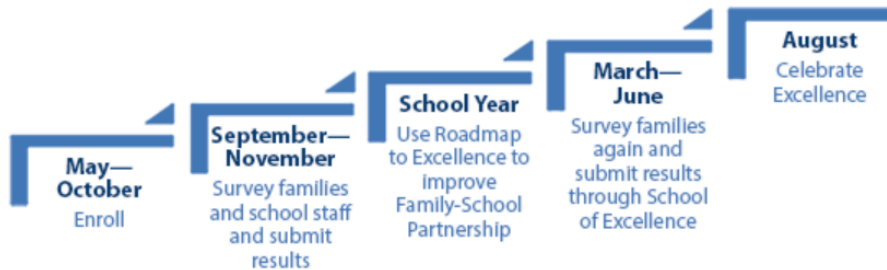 May—
October
Enroll
September—
November
Survey families
and school staff
and submit
results
School Year
Use Roadmap
to Excellence to
improve
Family-School
Partnership
March—
June
Survey families
again and
submit results
through School
of Excellence
August
Celebrate
Excellence